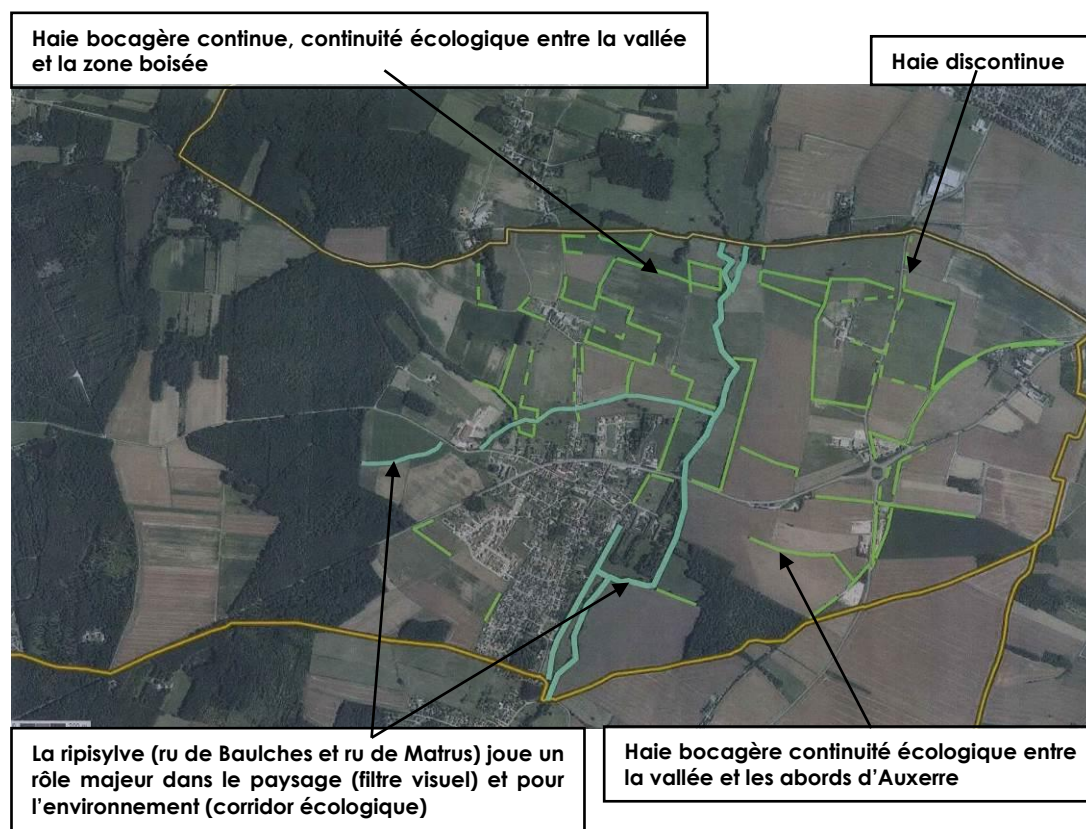 Haie bocagère continue, continuité écologique entre la vallée
et la zone boisée
Haie discontinue
La ripisylve (ru de Baulches et ru de Matrus) joue un
rôle majeur dans le paysage (filtre visuel) et pour
l'environnement (corridor écologique)
Haie bocagère continuité écologique entre
la vallée et les abords d'Auxerre